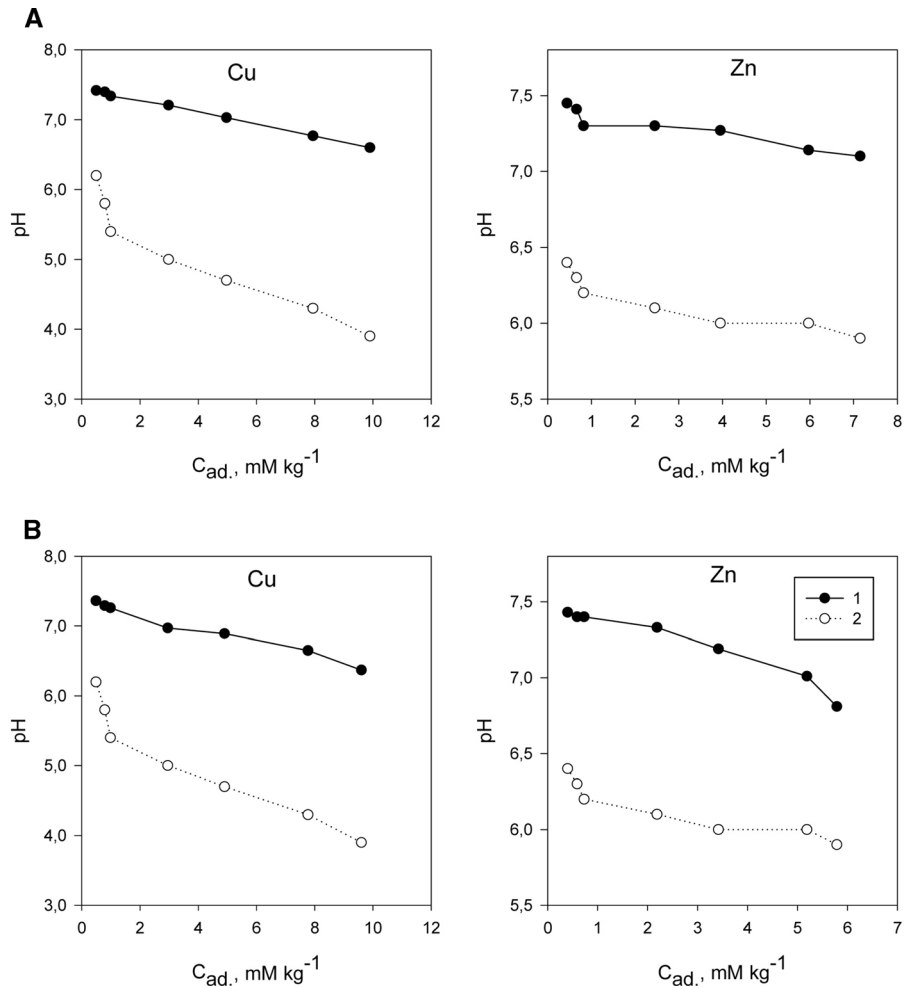 A
Cu
8,0
7,0
6,0
5,0
4,0
3,0
pH
0 2 4 6 8 10 12
Cad., mM kg-1
Zn
7,5
7,0
6,5
6,0
5,5
pH
0 1 2 3 4 5 6 7 8
Cad., mM kg-1
B
Cu
8,0
7,0
6,0
5,0
4,0
3,0
pH
0 2 4 6 8 10 12
Cad., mM kg-1
Zn
1
2
7,5
7,0
6,5
6,0
5,5
pH
0 1 2 3 4 5 6 7
Cad., mM kg-1